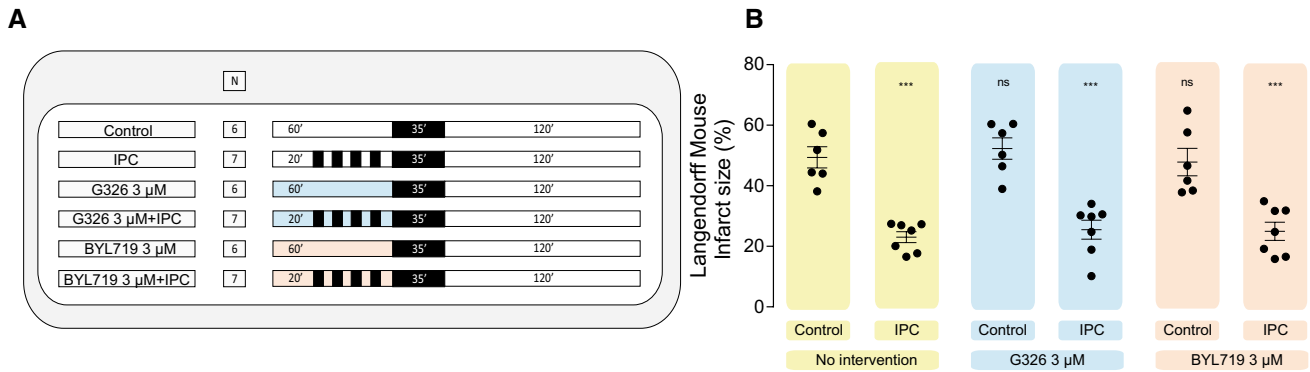 A
N
Control 6 60′ 35′ 120′
IPC 7 20′ 35′ 120′
G326 3 µM 6 60′ 35′ 120′
G326 3 µM+IPC 7 20′ 35′ 120′
BYL719 3 µM 6 60′ 35′ 120′
BYL719 3 µM+IPC 7 20′ 35′ 120′
B
Langendorff Mouse
Infarct size (%)
80
60
40
20
0
*** ns *** ns ***
Control IPC Control IPC Control IPC
No intervention G326 3 µM BYL719 3 µM